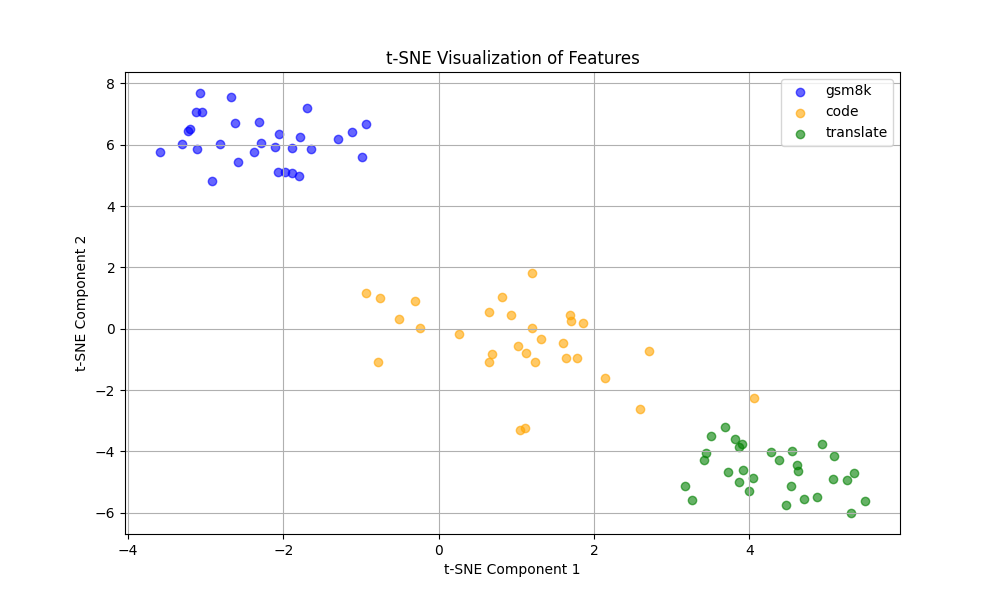 t-SNE Visualization of Features
gsm8k
code
translate
8
6
4
2
0
−2
−4
−6
t-SNE Component 2
−4
−2
0
2
4
t-SNE Component 1